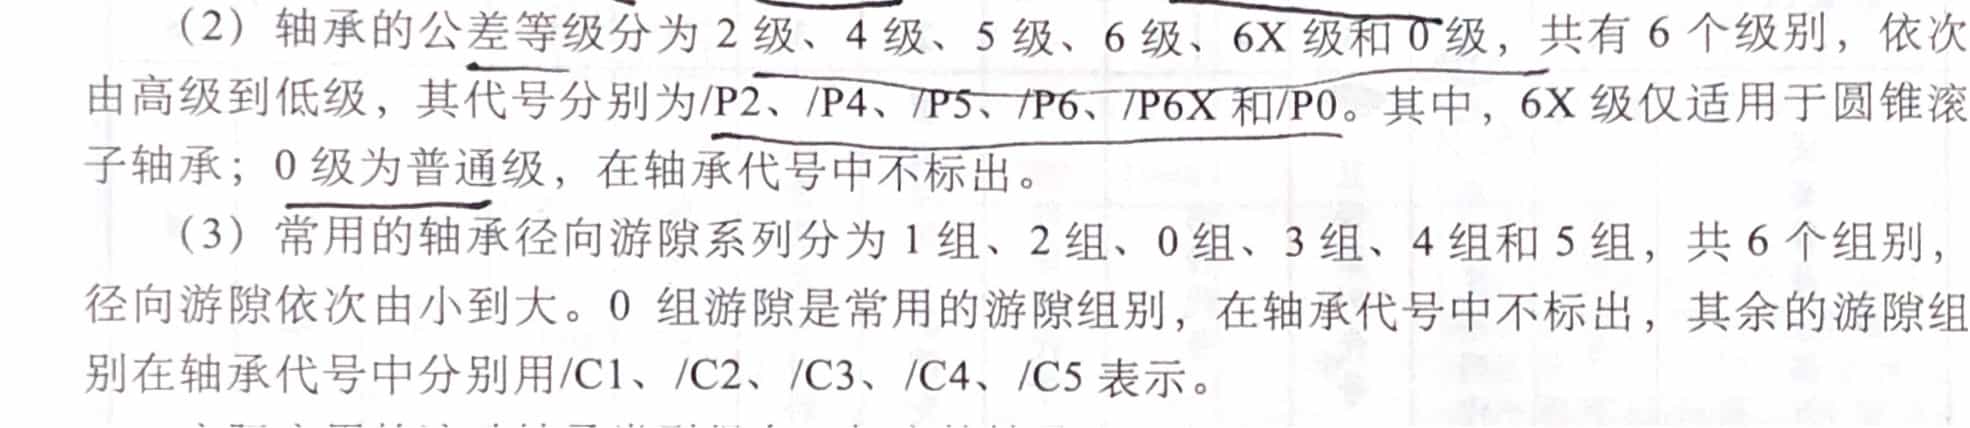 （2）轴承的公差等级分为 2 级、4 级、5 级、6 级、6X 级和 0 级，共有 6 个级别，依次
由高级到低级，其代号分别为/P2、/P4、/P5、/P6、/P6X 和/P0。其中，6X 级仅适用于圆锥滚
子轴承；0 级为普通级，在轴承代号中不标出。
（3）常用的轴承径向游隙系列分为 1 组、2 组、0 组、3 组、4 组和 5 组，共 6 个组别，
径向游隙依次由小到大。0 组游隙是常用的游隙组别，在轴承代号中不标出，其余的游隙组
别在轴承代号中分别用/C1、/C2、/C3、/C4、/C5 表示。